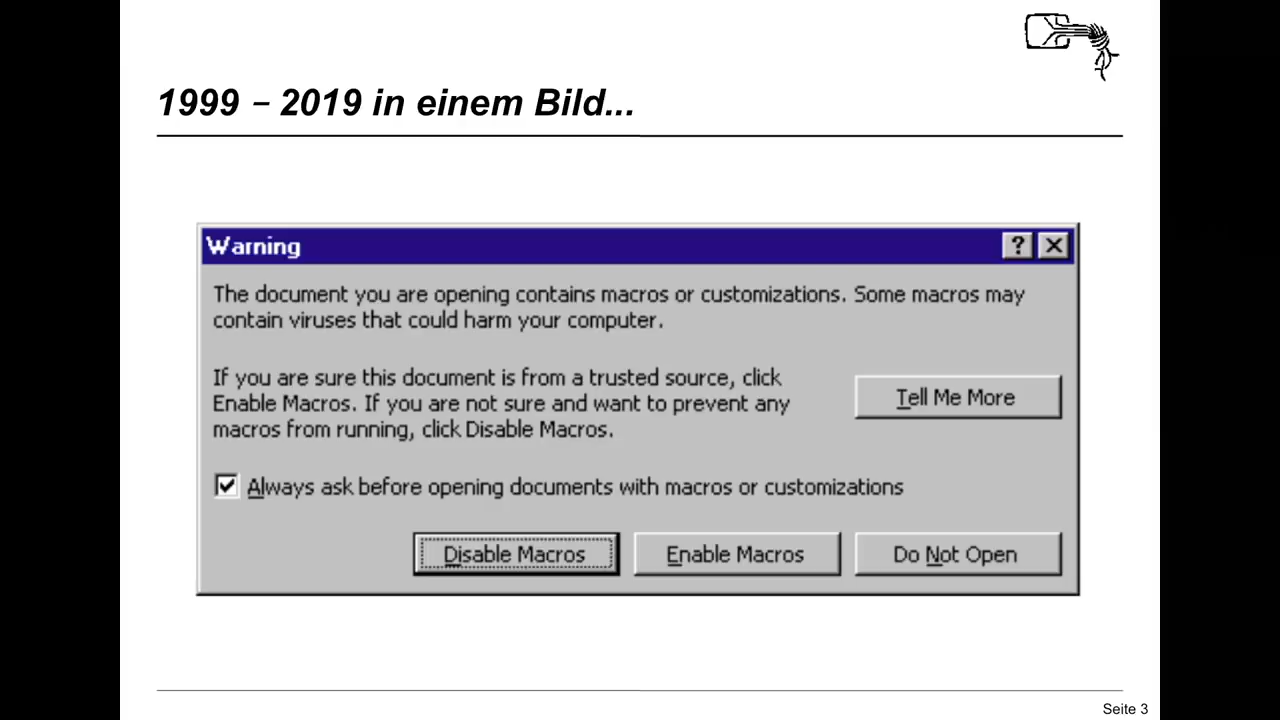 1999 – 2019 in einem Bild...
Warning
The document you are opening contains macros or customizations. Some macros may
contain viruses that could harm your computer.
If you are sure this document is from a trusted source, click
Enable Macros. If you are not sure and want to prevent any
macros from running, click Disable Macros.
Tell Me More
Always ask before opening documents with macros or customizations
Disable Macros Enable Macros Do Not Open
Seite 3